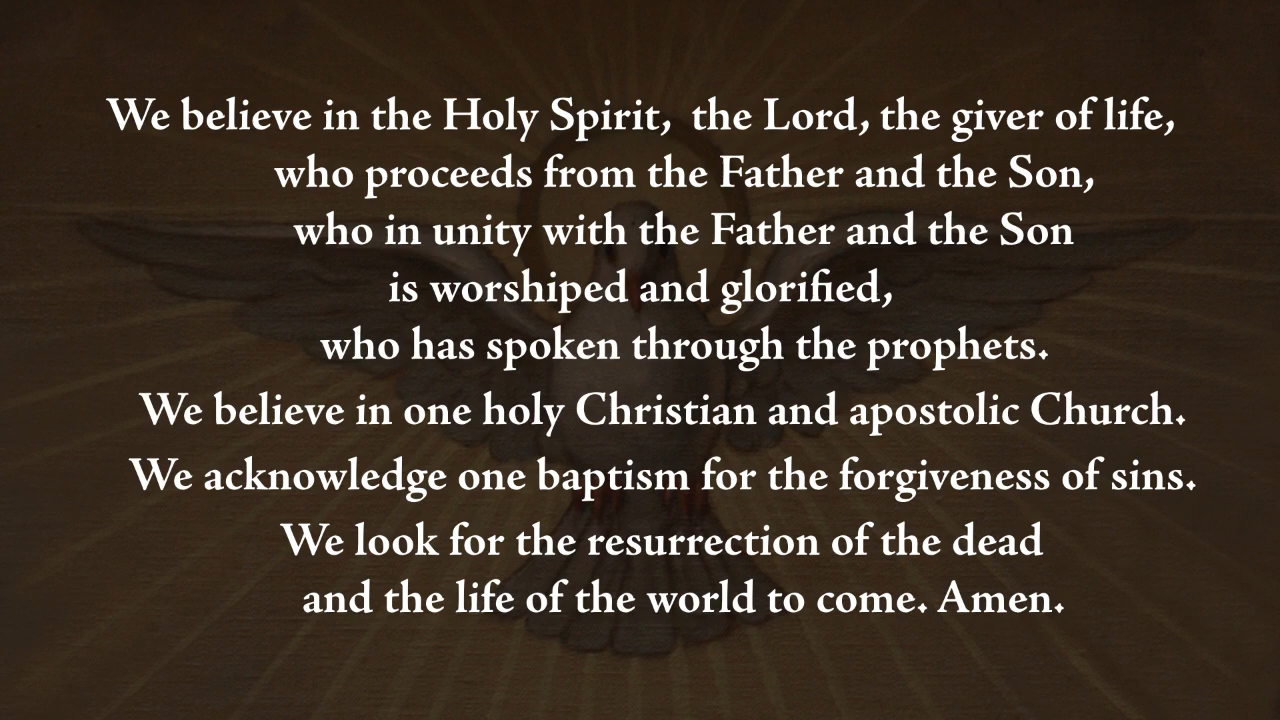 We believe in the Holy Spirit,  the Lord, the giver of life,
who proceeds from the Father and the Son,
who in unity with the Father and the Son
is worshiped and glorified,
who has spoken through the prophets.
We believe in one holy Christian and apostolic Church.
We acknowledge one baptism for the forgiveness of sins.
We look for the resurrection of the dead
and the life of the world to come. Amen.